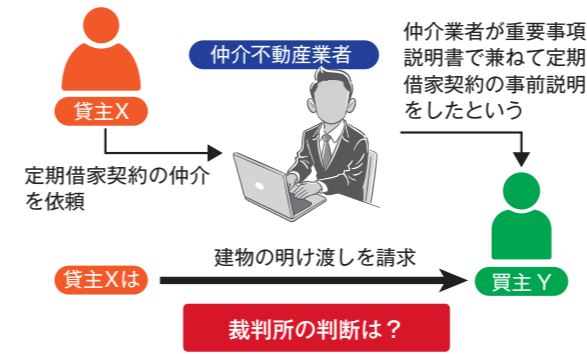 仲介業者が重要事項
説明書で兼ねて定期
借家契約の事前説明
をしたという
仲介不動産業者
貸主X
定期借家契約の仲介
を依頼
建物の明け渡しを請求
貸主Xは
買主Y
裁判所の判断は？